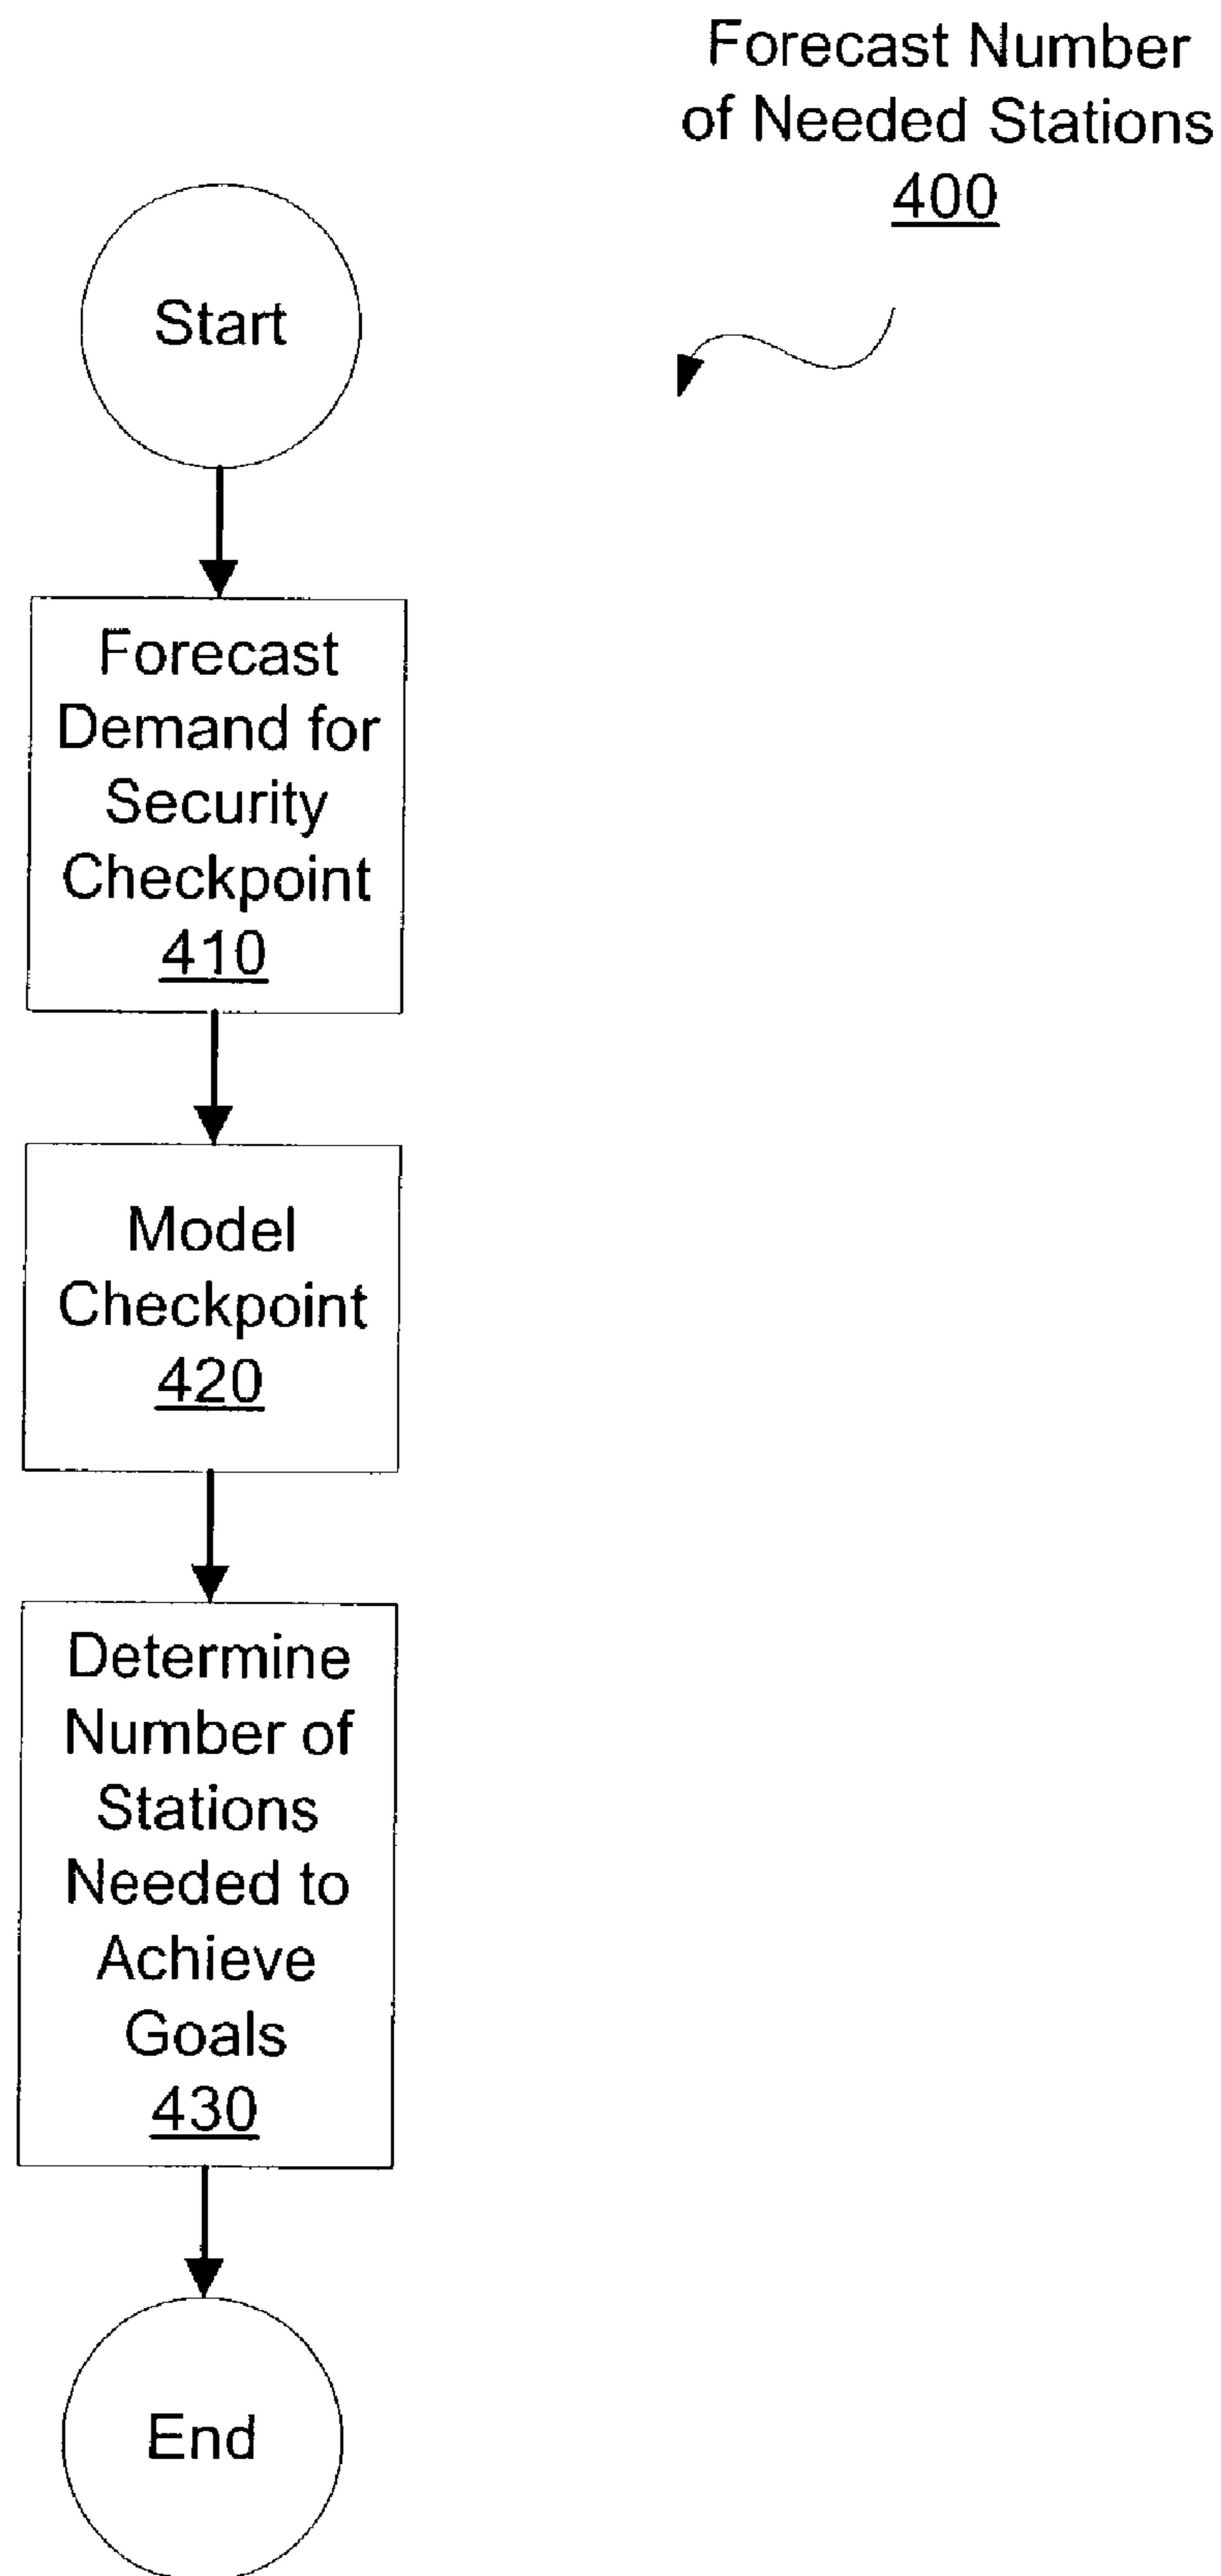 Forecast Number
of Needed Stations
400
Start
Forecast
Demand for
Security
Checkpoint
410
Model
Checkpoint
420
Determine
Number of
Stations
Needed to
Achieve
Goals
430
End